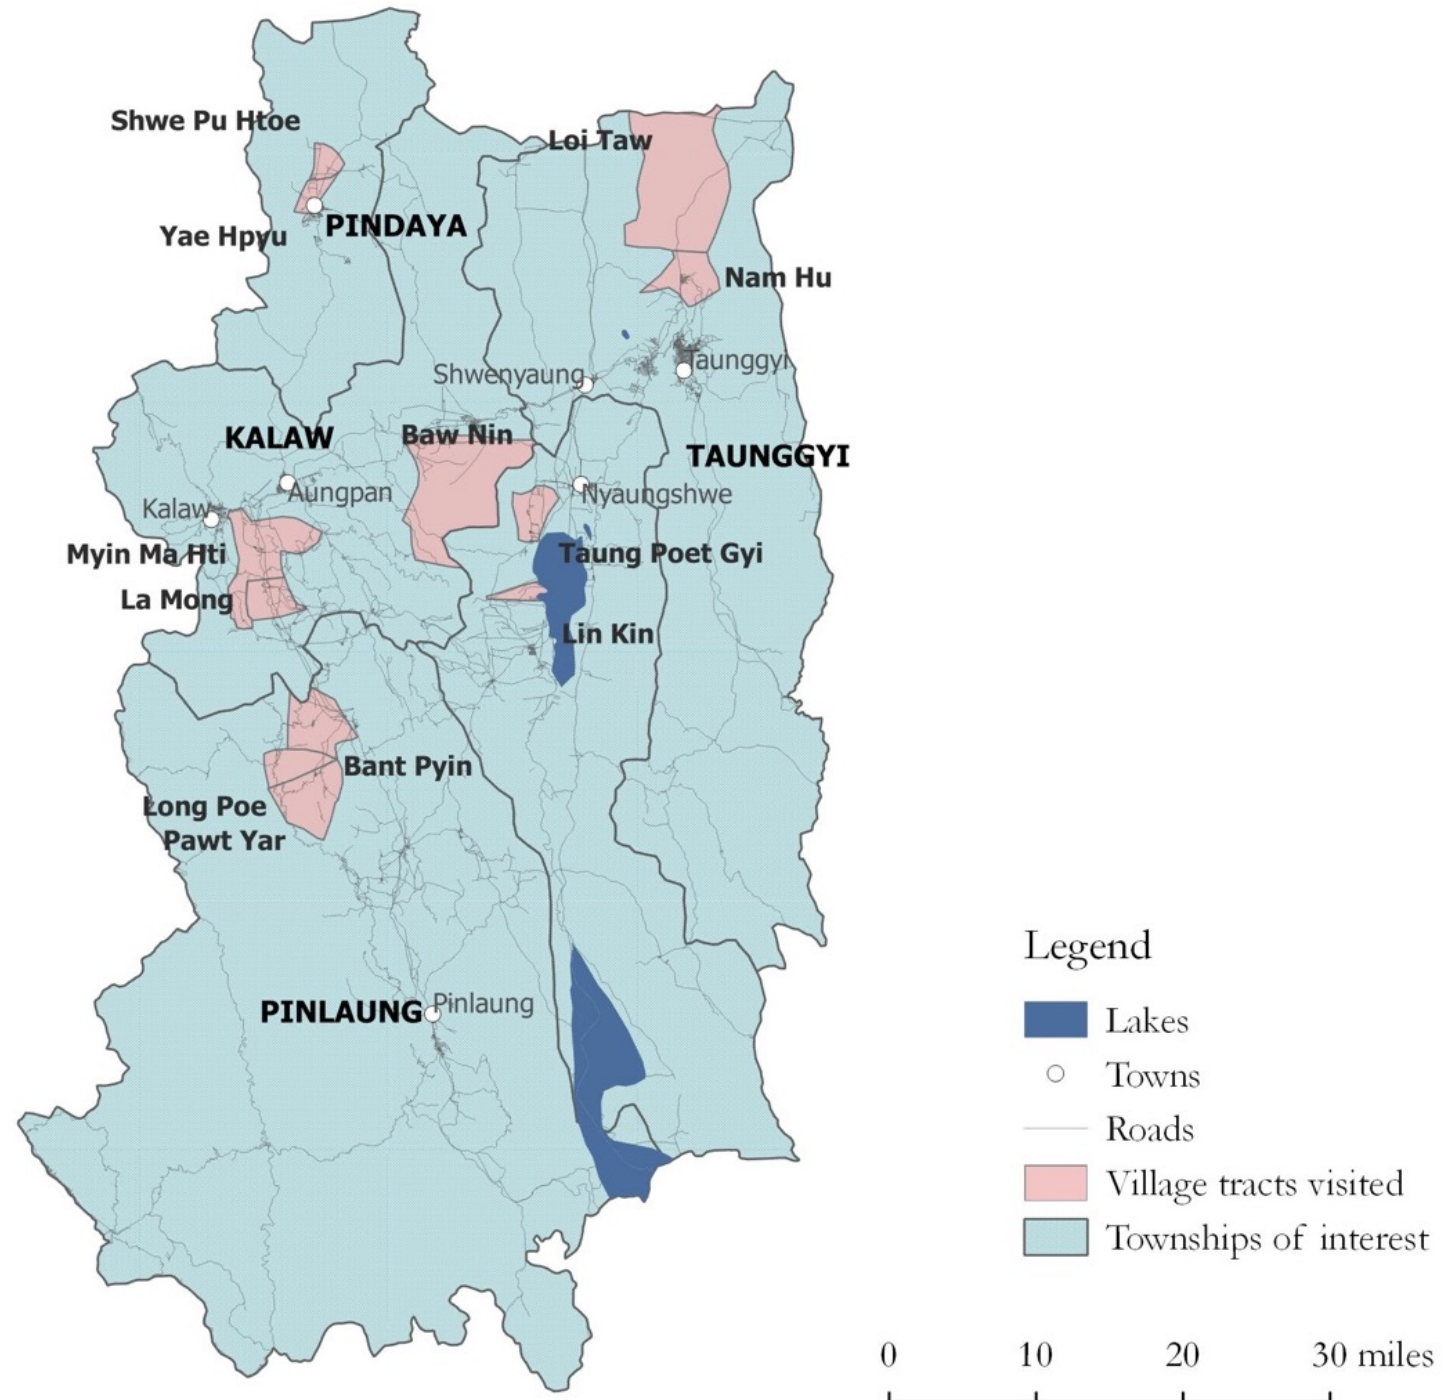 Shwe Pu Htoe
Loi Taw
Yae Hpyu
PINDAYA
Nam Hu
Taunggyi
Shwenyaung
KALAW
Baw Nin
TAUNGGYI
Aungpan
Nyaungshwe
Kalaw
Myin Ma Hti
Taung Poet Gyi
La Mong
Lin Kin
Bant Pyin
Long Poe
Pawt Yar
PINLAUNG
Pinlaung
Legend
Lakes
Towns
Roads
Village tracts visited
Townships of interest
0 10 20 30 miles